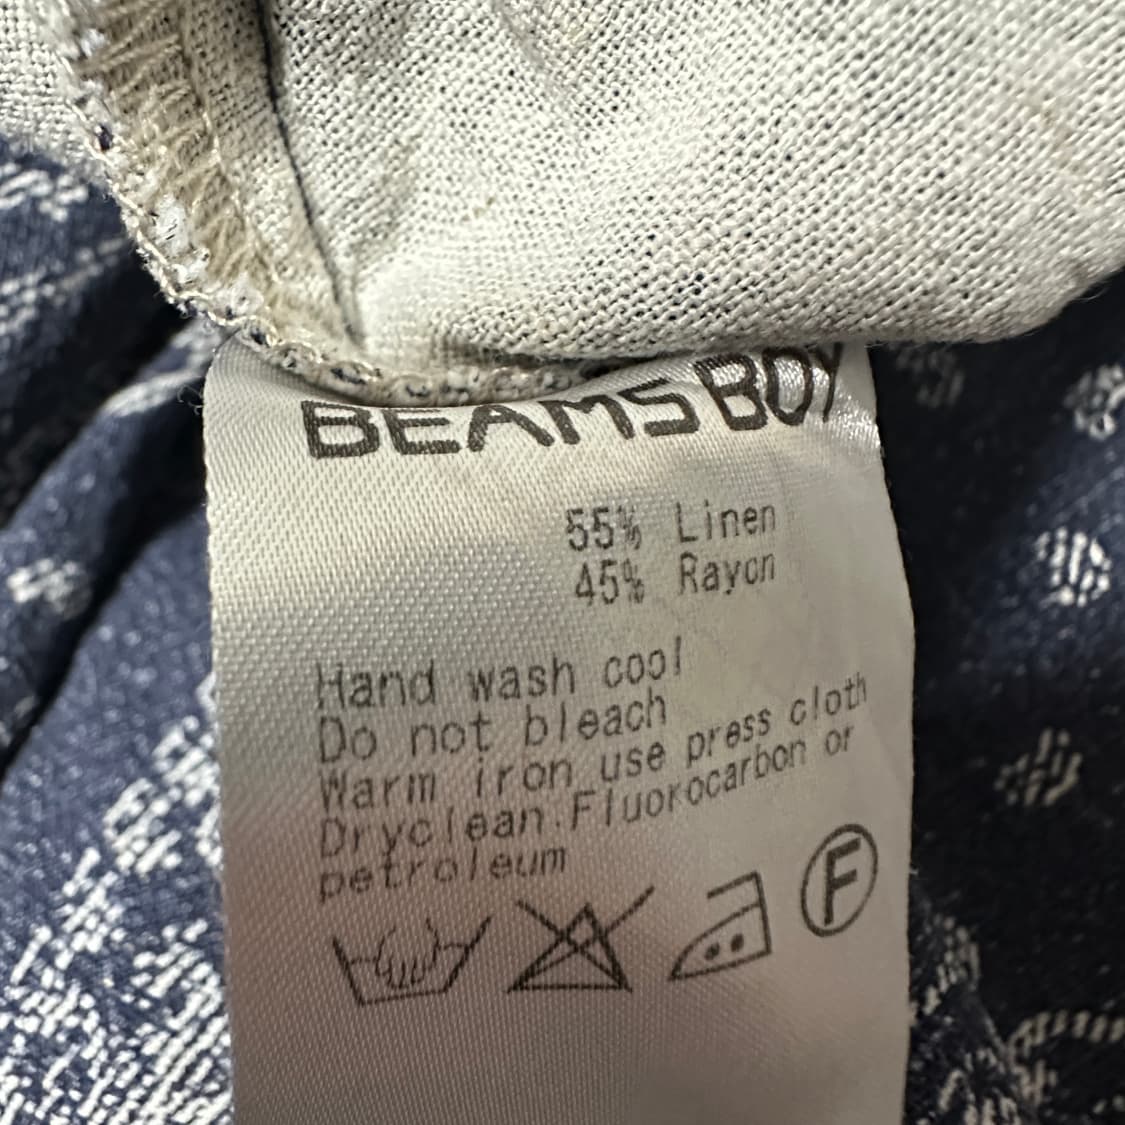 BEAMS BOY
55% Linen
45% Rayon
Hand wash cool
Do not bleach
Warm iron use press cloth
Dryclean.Fluorocarbon or
petroleum
F